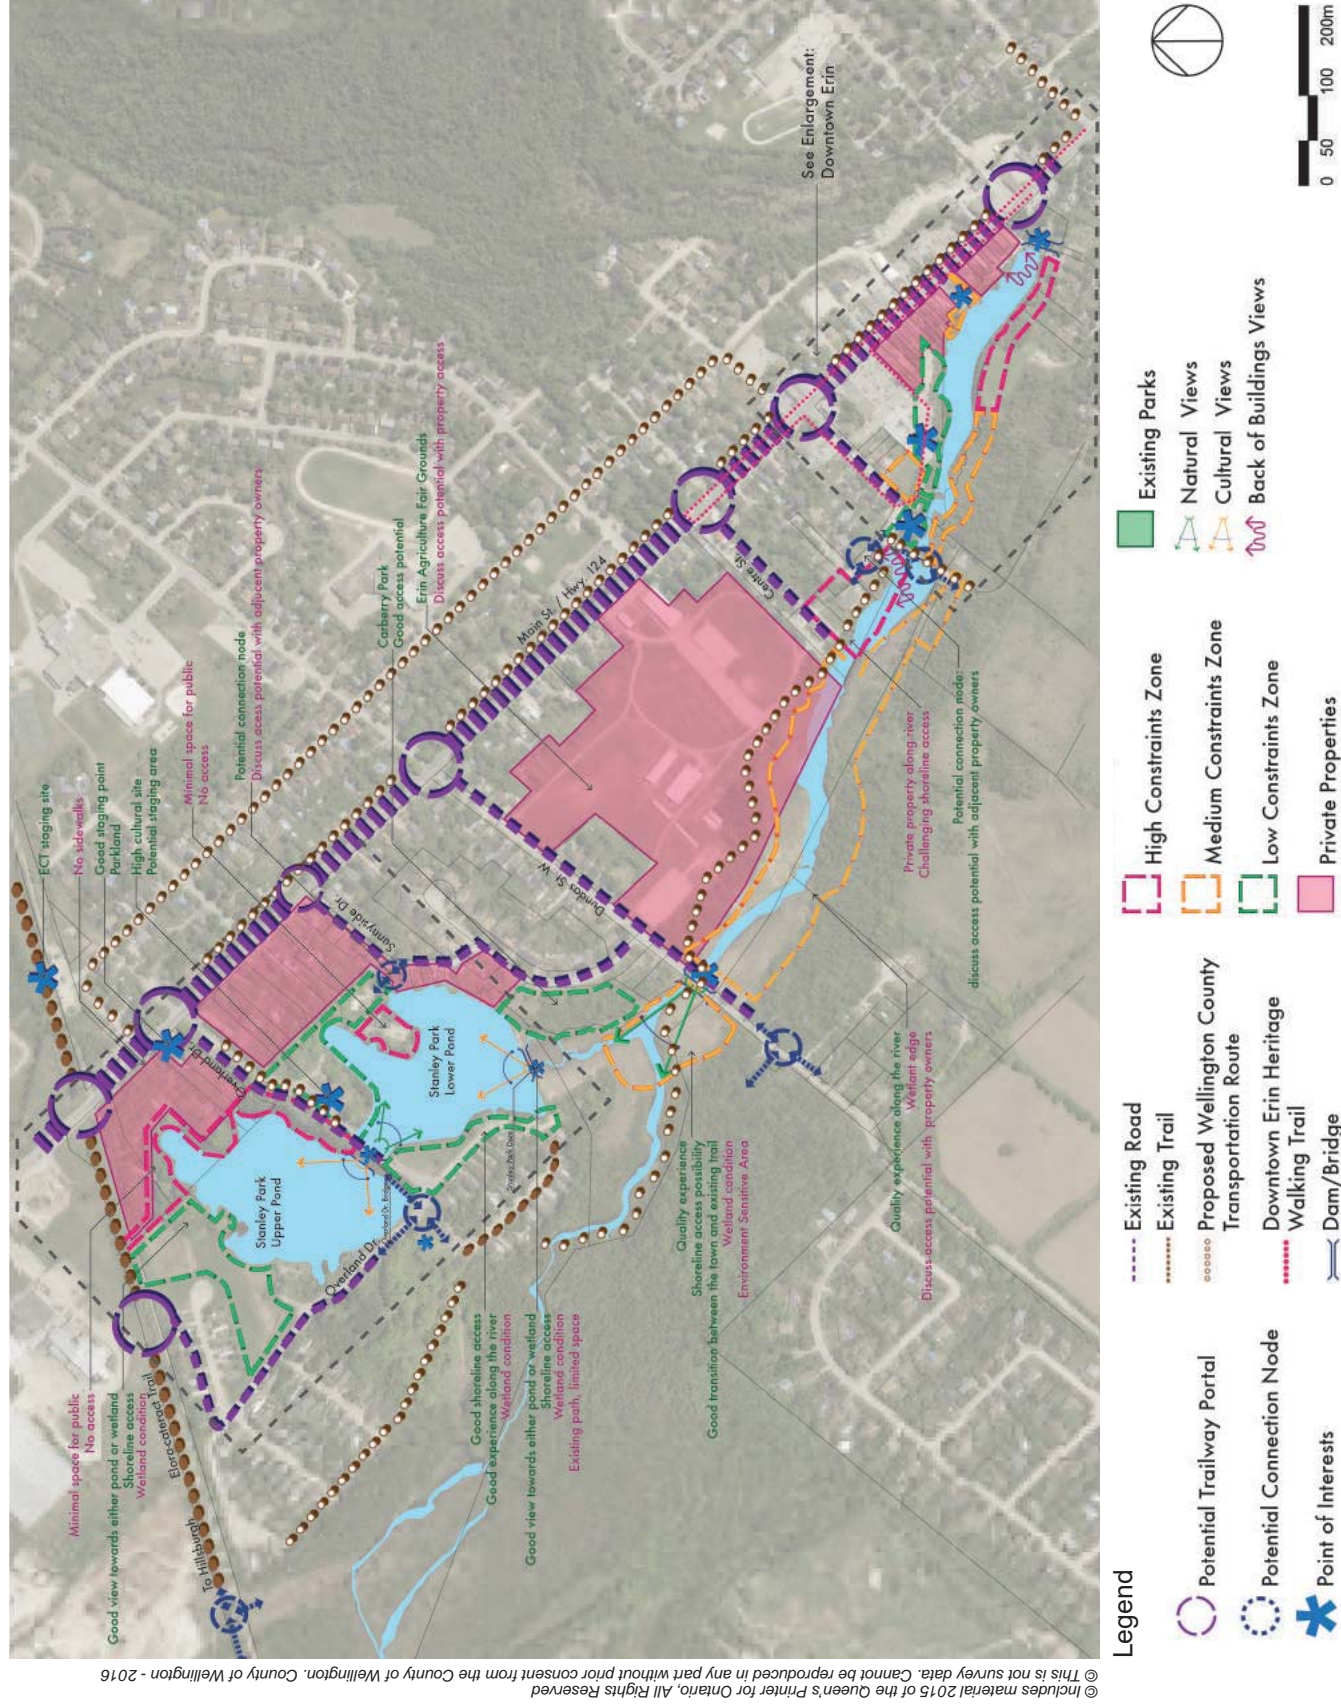 ECT staging site
No sidewalks
Good staging point
Parkland
High cultural site
Potential staging area
Minimal space for public
No access
Potential connection node
Discuss acess potential with adjacent property owners
Carberry Park
Good access potential
Erin Agriculture Fair Grounds
Discuss access potential with property access
See Enlargement:
Downtown Erin
Main St. / Hwy. 124
Centre St.
Dundas St. W
Sunnyside Dr.
Overland Dr.
Stanley Park
Lower Pond
Stanley Park
Upper Pond
Overland Dr. Bridge
Stanley Park Dam
Overland Dr.
Elora-cateract Trail
To Hillsburgh
Minimal space for public
No access
Good view towards either pond or wetland
Shoreline access
Wetland condition
Good shoreline access
Good experience along the river
Wetland condition
Good view towards either pond or wetland
Shoreline access
Wetland condition
Existing path, limited space
Quality experience
Shoreline access possibility
Good transition between the town and existing trail
Wetland condition
Environment Sensitive Area
Quality experience along the river
Wetlant edge
Discuss access potential with property owners
Private property along river
Challenging shoreline access
Potential connection node:
discuss access potential with adjacent property owners
Legend
Potential Trailway Portal
Potential Connection Node
Point of Interests
Existing Road
Existing Trail
Proposed Wellington County
Transportation Route
Downtown Erin Heritage
Walking Trail
Dam/Bridge
High Constraints Zone
Medium Constraints Zone
Low Constraints Zone
Private Properties
Existing Parks
Natural Views
Cultural Views
Back of Buildings Views
0 50 100 200m
© Includes material 2015 of the Queen's Printer for Ontario, All Rights Reserved
© This is not survey data. Cannot be reproduced in any part without prior consent from the County of Wellington. County of Wellington - 2016